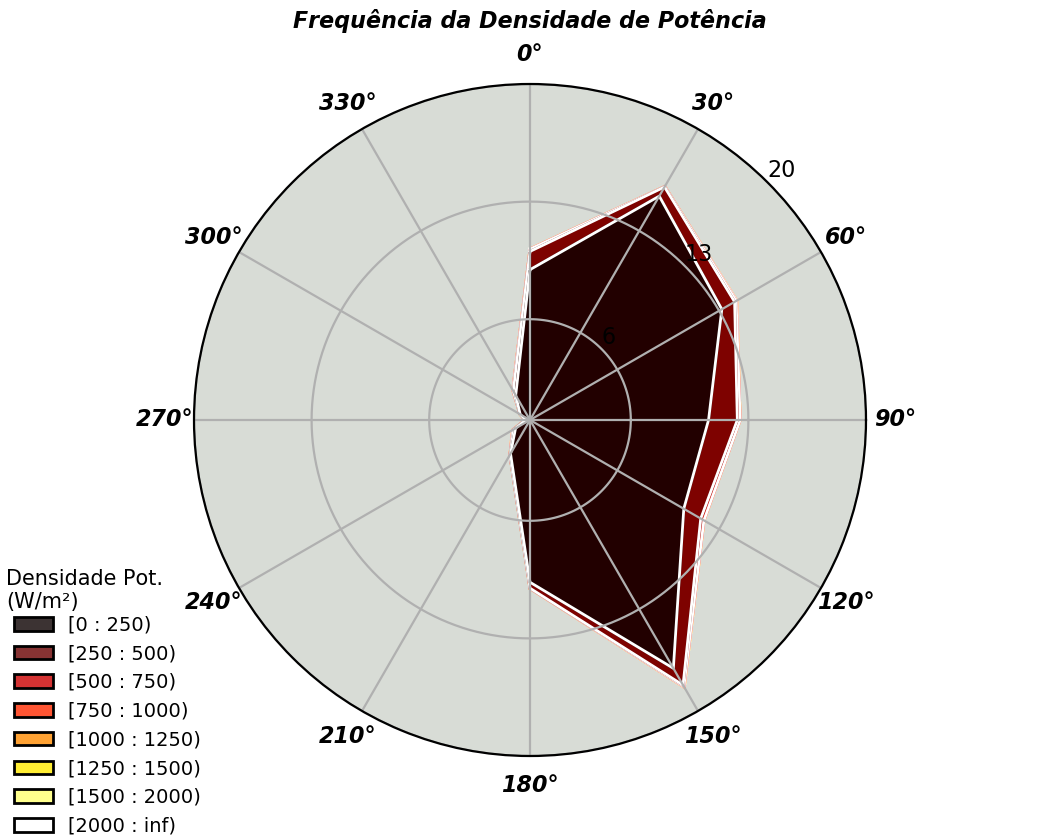 Frequência da Densidade de Potência
0°
330°
30°
20
300°
60°
13
6
270°
90°
Densidade Pot.
(W/m²)
240°
120°
[0 : 250)
[250 : 500)
[500 : 750)
[750 : 1000)
210°
150°
[1000 : 1250)
[1250 : 1500)
180°
[1500 : 2000)
[2000 : inf)